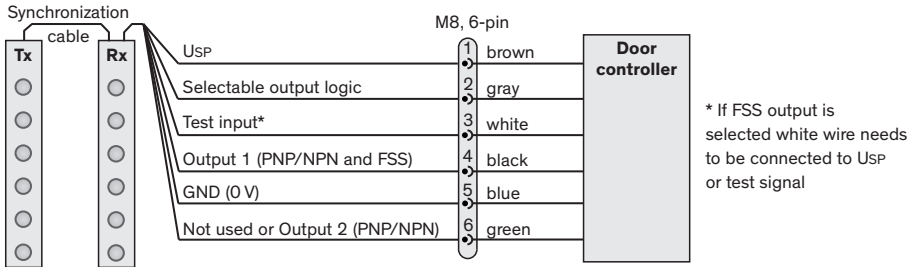 Synchronization
cable
Tx
Rx
M8, 6-pin
USP
1
brown
Selectable output logic
2
gray
Test input*
3
white
Output 1 (PNP/NPN and FSS)
4
black
GND (0 V)
5
blue
Not used or Output 2 (PNP/NPN)
6
green
Door
controller
* If FSS output is
selected white wire needs
to be connected to USP
or test signal